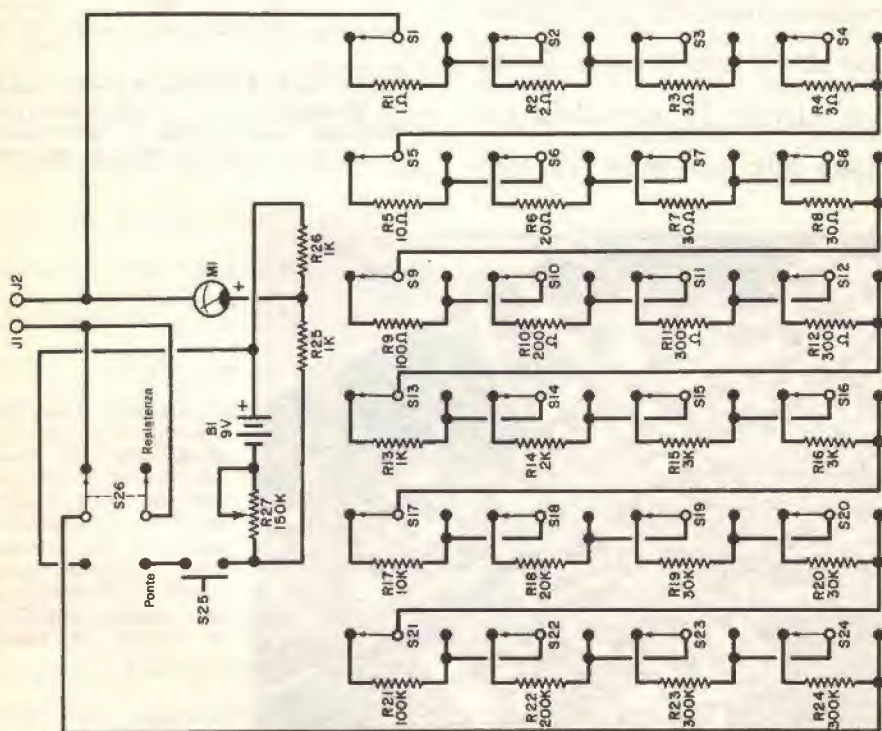 J1
J2
S26
Resistenza
Ponte
S25
B1
9V
+
R27
150K
M1
+
R25
1K
R26
1K
S1
R1
1Ω
S2
R2
2Ω
S3
R3
3Ω
S4
R4
3Ω
S5
R5
10Ω
S6
R6
20Ω
S7
R7
30Ω
S8
R8
30Ω
S9
R9
100Ω
S10
R10
200
Ω
S11
R11
300
Ω
S12
R12
300
Ω
S13
R13
1K
S14
R14
2K
S15
R15
3K
S16
R16
3K
S17
R17
10K
S18
R18
20K
S19
R19
30K
S20
R20
30K
S21
R21
100K
S22
R22
200K
S23
R23
300K
S24
R24
300K